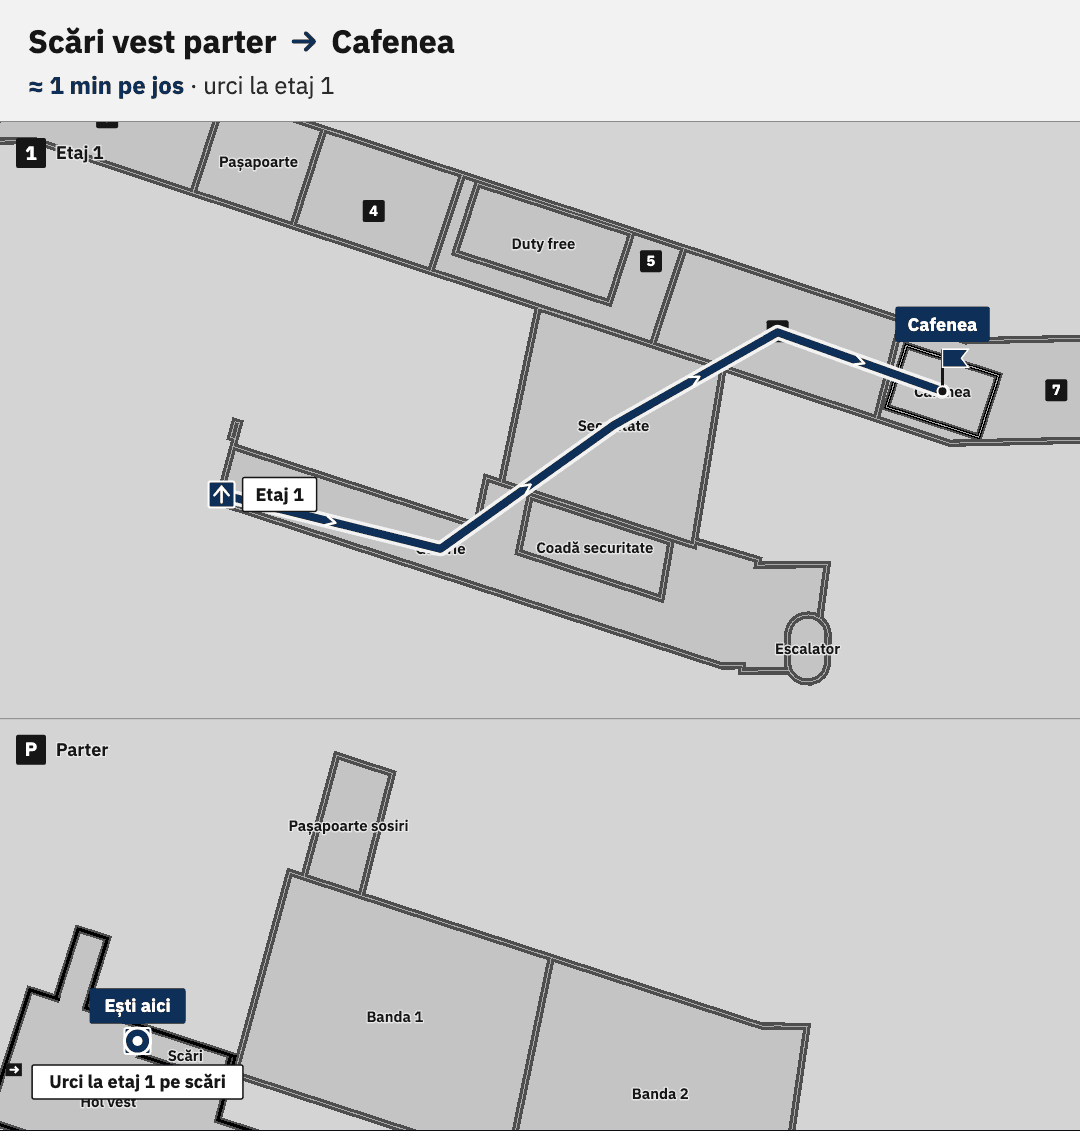 Scări vest parter → Cafenea
≈ 1 min pe jos · urci la etaj 1
1 Etaj 1
Pașapoarte
4
Duty free
5
Cafenea
7
Securitate
Etaj 1
Coadă securitate
Escalator
P Parter
Pașapoarte sosiri
Ești aici
Banda 1
Scări
Urci la etaj 1 pe scări
Banda 2
Hol vest